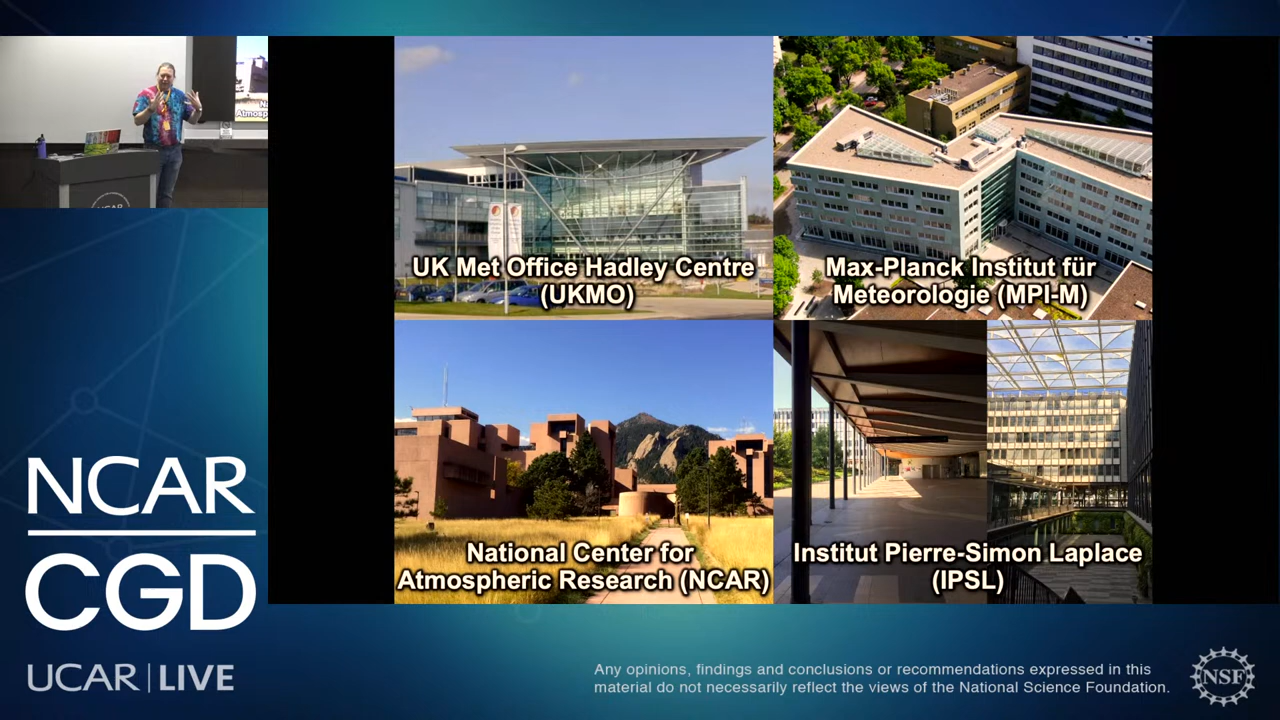 UK Met Office Hadley Centre
(UKMO)
Max-Planck Institut für
Meteorologie (MPI-M)
National Center for
Atmospheric Research (NCAR)
Institut Pierre-Simon Laplace
(IPSL)
NCAR
CGD
UCAR | LIVE
Any opinions, findings and conclusions or recommendations expressed in this
material do not necessarily reflect the views of the National Science Foundation.
NSF